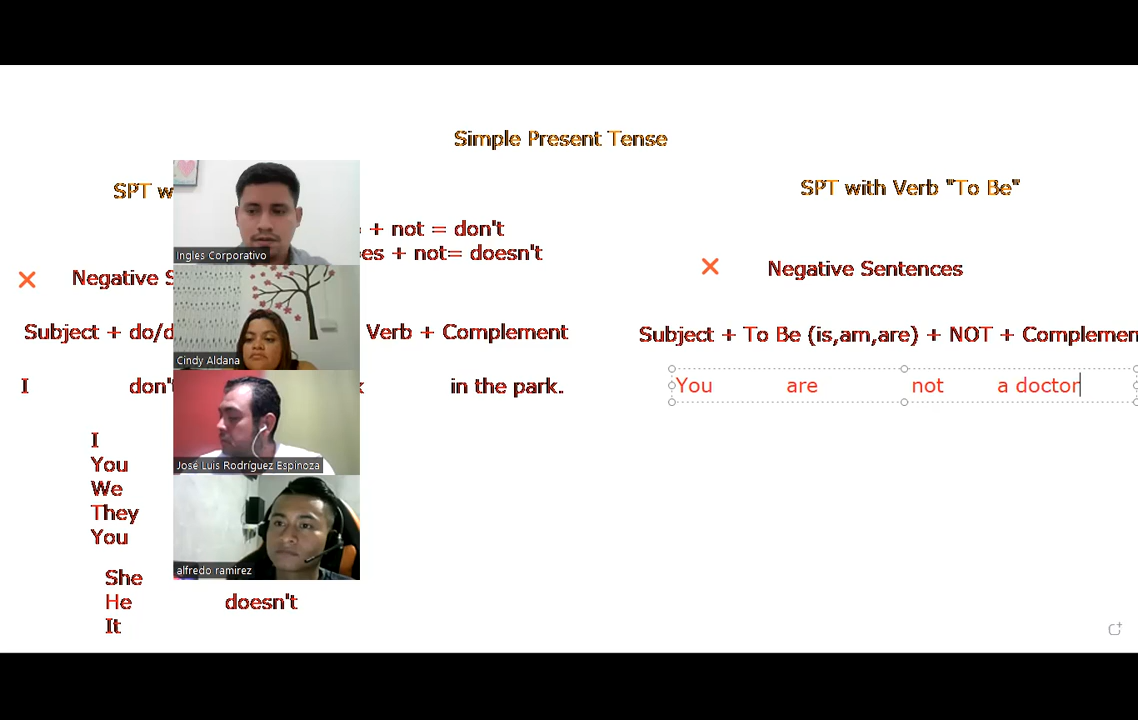 Simple Present Tense
SPT
SPT with Verb "To Be"
+ not = don't
+ not= doesn't
Negative
Negative Sentences
Subject + do/ Verb + Complement
Subject + To Be (is,am,are) + NOT +
I don't in the park.
You are not a doctor
I
You
We
They
You
She
He doesn't
It
Ingles Corporativo
Cindy Aldana
José Luis Rodríguez Espinoza
alfredo ramirez